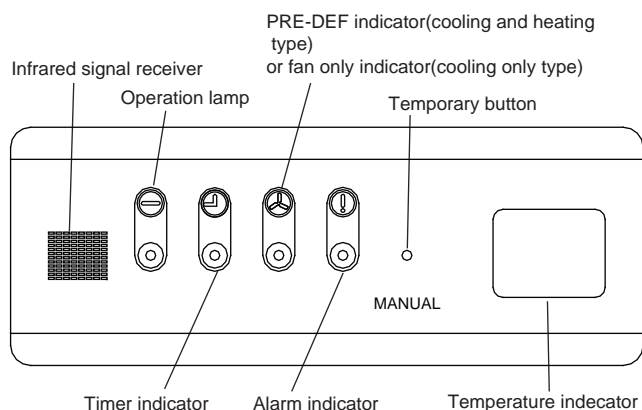 PRE-DEF indicator(cooling and heating
type)
or fan only indicator(cooling only type)
Infrared signal receiver
Operation lamp
Temporary button
MANUAL
Timer indicator
Alarm indicator
Temperature indecator